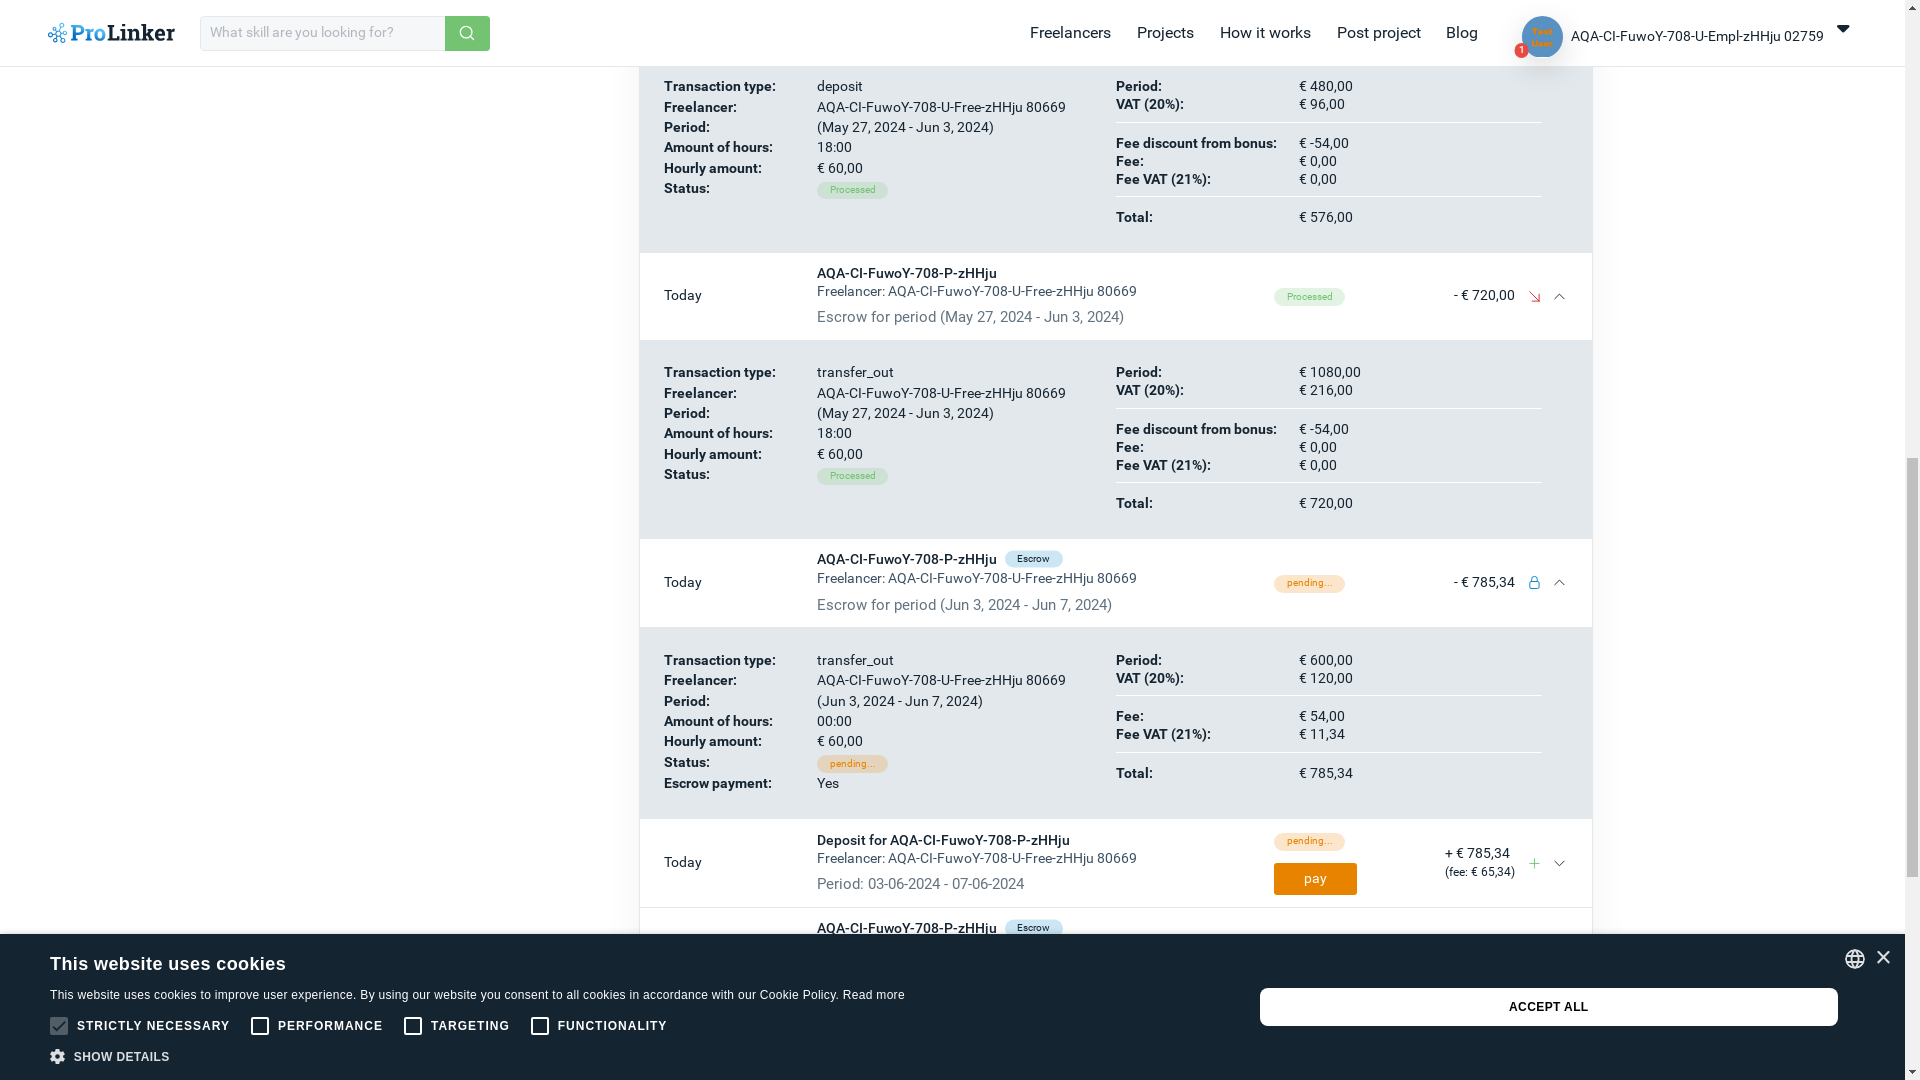 ProLinker
What skill are you looking for?
Freelancers
Projects
How it works
Post project
Blog
Test User
1
AQA-CI-FuwoY-708-U-Empl-zHHju 02759
Transaction type: deposit
Freelancer: AQA-CI-FuwoY-708-U-Free-zHHju 80669
Period: (May 27, 2024 - Jun 3, 2024)
Amount of hours: 18:00
Hourly amount: € 60,00
Status: Processed
Period: € 480,00
VAT (20%): € 96,00
Fee discount from bonus: € -54,00
Fee: € 0,00
Fee VAT (21%): € 0,00
Total: € 576,00
Today
AQA-CI-FuwoY-708-P-zHHju
Freelancer: AQA-CI-FuwoY-708-U-Free-zHHju 80669
Escrow for period (May 27, 2024 - Jun 3, 2024)
Processed
- € 720,00
Transaction type: transfer_out
Freelancer: AQA-CI-FuwoY-708-U-Free-zHHju 80669
Period: (May 27, 2024 - Jun 3, 2024)
Amount of hours: 18:00
Hourly amount: € 60,00
Status: Processed
Period: € 1080,00
VAT (20%): € 216,00
Fee discount from bonus: € -54,00
Fee: € 0,00
Fee VAT (21%): € 0,00
Total: € 720,00
Today
AQA-CI-FuwoY-708-P-zHHju Escrow
Freelancer: AQA-CI-FuwoY-708-U-Free-zHHju 80669
Escrow for period (Jun 3, 2024 - Jun 7, 2024)
pending...
- € 785,34
Transaction type: transfer_out
Freelancer: AQA-CI-FuwoY-708-U-Free-zHHju 80669
Period: (Jun 3, 2024 - Jun 7, 2024)
Amount of hours: 00:00
Hourly amount: € 60,00
Status: pending...
Escrow payment: Yes
Period: € 600,00
VAT (20%): € 120,00
Fee: € 54,00
Fee VAT (21%): € 11,34
Total: € 785,34
Today
Deposit for AQA-CI-FuwoY-708-P-zHHju
Freelancer: AQA-CI-FuwoY-708-U-Free-zHHju 80669
Period: 03-06-2024 - 07-06-2024
pending...
pay
+ € 785,34
(fee: € 65,34)
AQA-CI-FuwoY-708-P-zHHju Escrow
This website uses cookies
This website uses cookies to improve user experience. By using our website you consent to all cookies in accordance with our Cookie Policy. Read more
STRICTLY NECESSARY
PERFORMANCE
TARGETING
FUNCTIONALITY
SHOW DETAILS
ACCEPT ALL